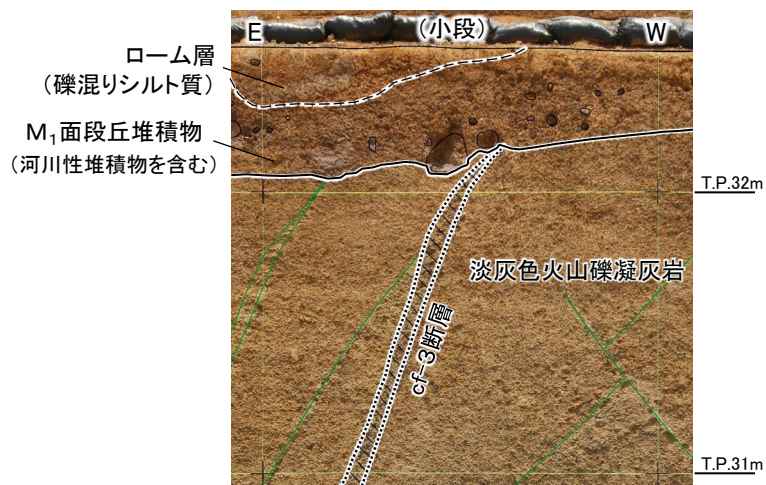 E
(小段)
W
ローム層
(礫混りシルト質)
M₁面段丘堆積物
(河川性堆積物を含む)
T.P.32m
淡灰色火山礫凝灰岩
cf-3断層
T.P.31m